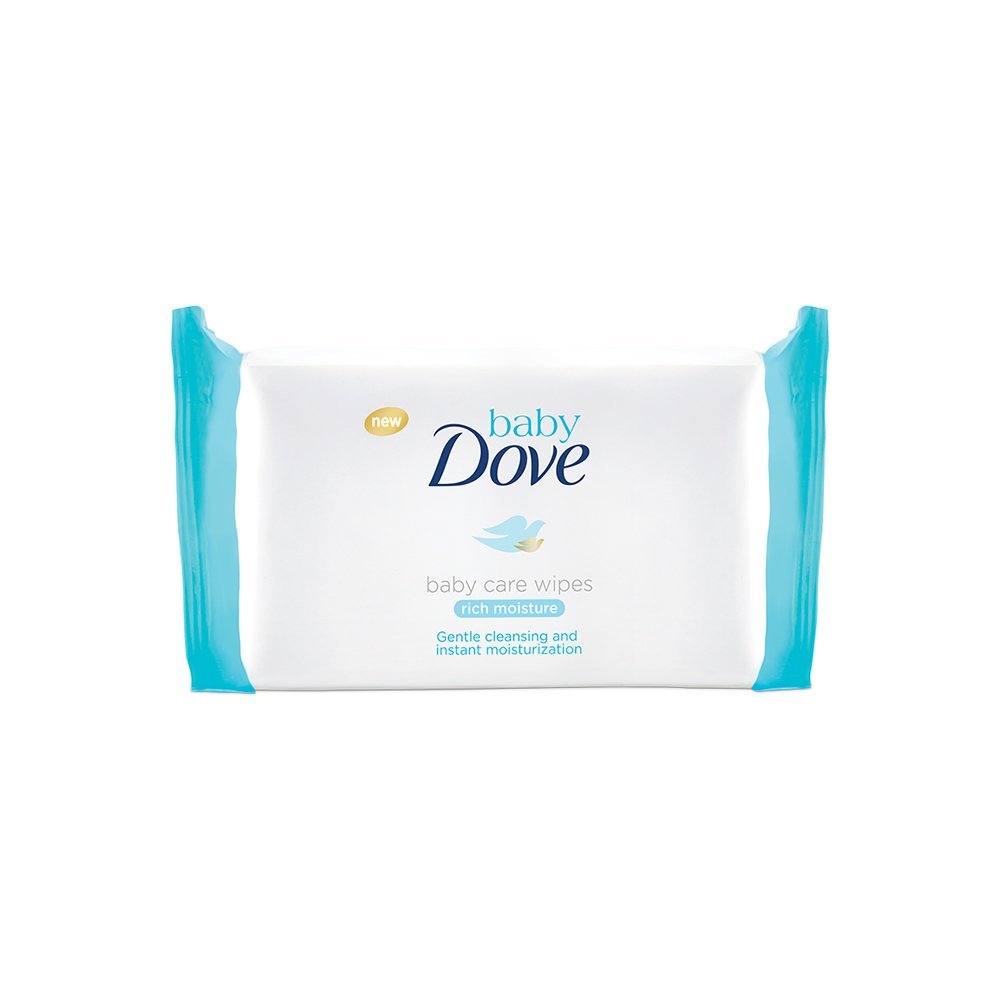 new
baby
Dove
baby care wipes
rich moisture
Gentle cleansing and
instant moisturization